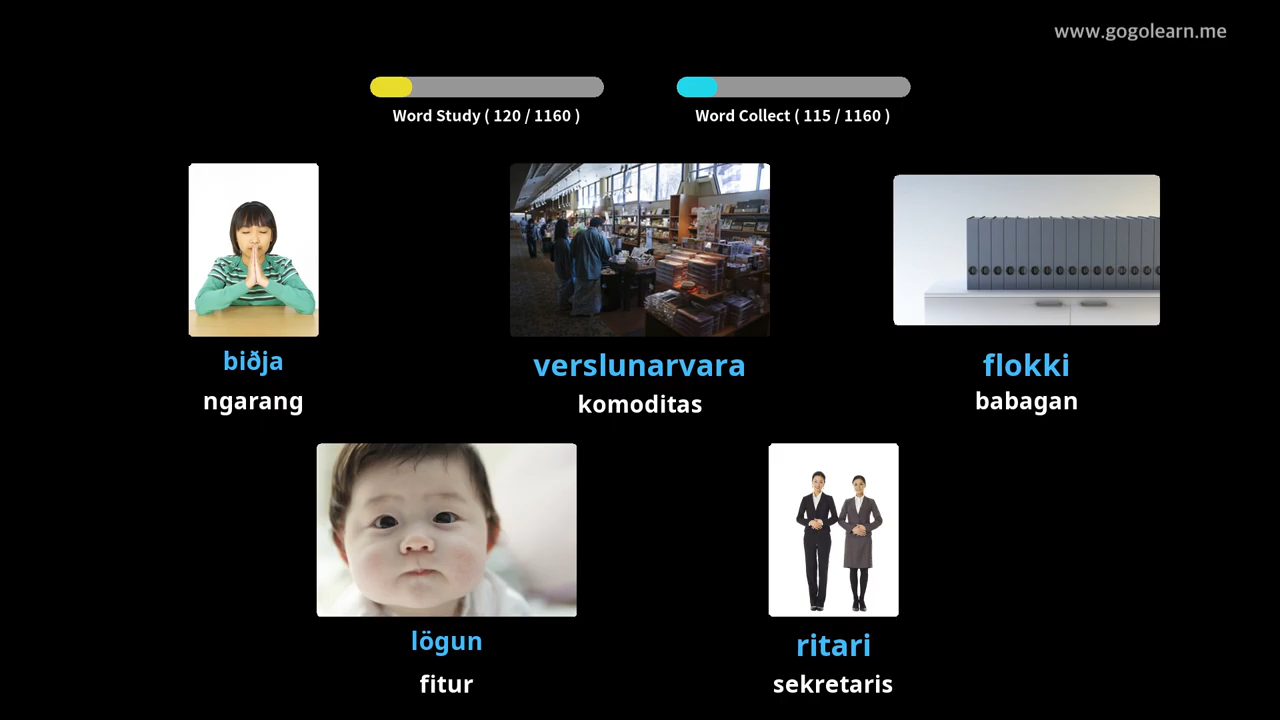 www.gogolearn.me
Word Study ( 120 / 1160 )
Word Collect ( 115 / 1160 )
biðja
ngarang
verslunarvara
komoditas
flokki
babagan
lögun
fitur
ritari
sekretaris